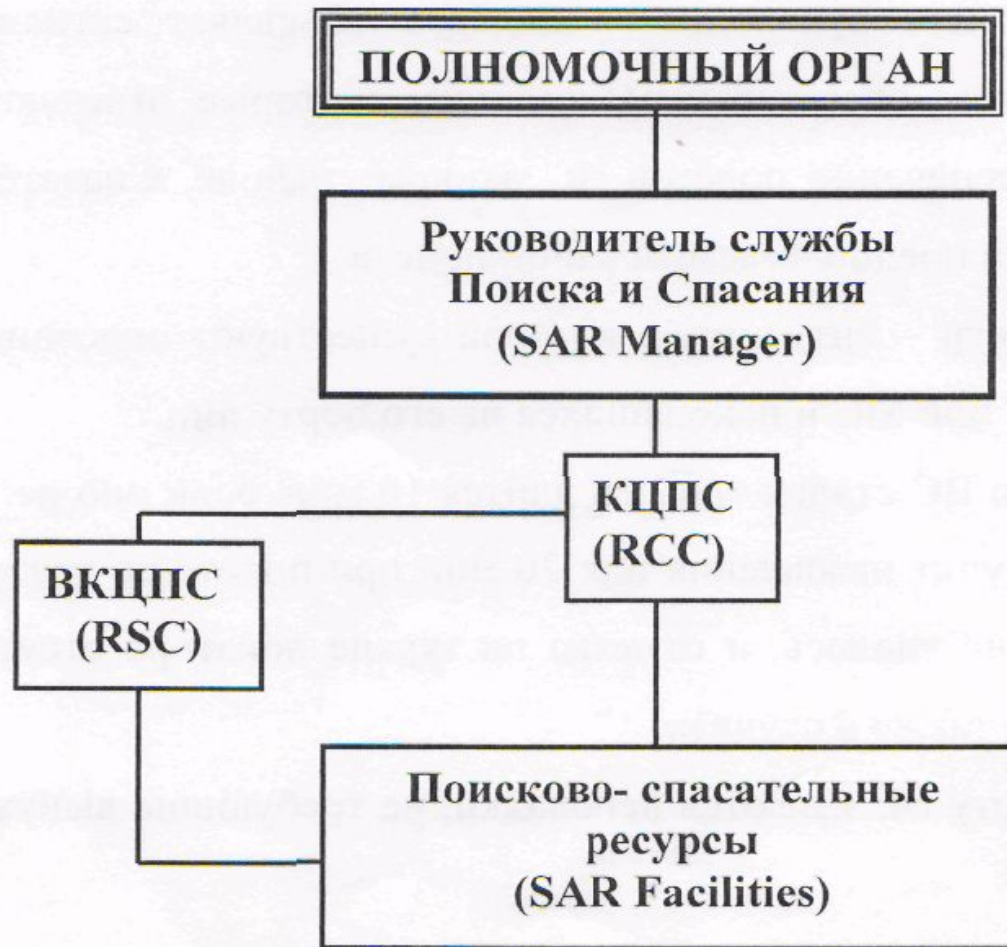 ПОЛНОМОЧНЫЙ ОРГАН
Руководитель службы
Поиска и Спасания
(SAR Manager)
КЦПС
(RCC)
ВКЦПС
(RSC)
Поисково- спасательные
ресурсы
(SAR Facilities)